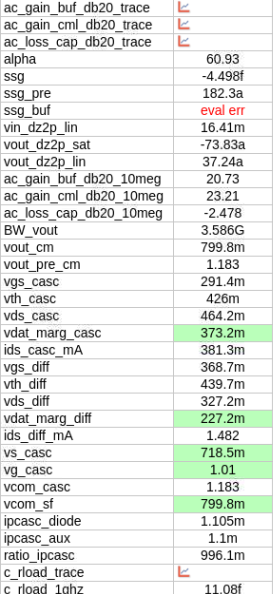 ac_gain_buf_db20_trace
ac_gain_cml_db20_trace
ac_loss_cap_db20_trace
alpha 60.93
ssg -4.498f
ssg_pre 182.3a
ssg_buf eval err
vin_dz2p_lin 16.41m
vout_dz2p_sat -73.83a
vout_dz2p_lin 37.24a
ac_gain_buf_db20_10meg 20.73
ac_gain_cml_db20_10meg 23.21
ac_loss_cap_db20_10meg -2.478
BW_vout 3.586G
vout_cm 799.8m
vout_pre_cm 1.183
vgs_casc 291.4m
vth_casc 426m
vds_casc 464.2m
vdat_marg_casc 373.2m
ids_casc_mA 381.3m
vgs_diff 368.7m
vth_diff 439.7m
vds_diff 327.2m
vdat_marg_diff 227.2m
ids_diff_mA 1.482
vs_casc 718.5m
vg_casc 1.01
vcom_casc 1.183
vcom_sf 799.8m
ipcasc_diode 1.105m
ipcasc_aux 1.1m
ratio_ipcasc 996.1m
c_rload_trace
c_rload_1ghz 11.08f